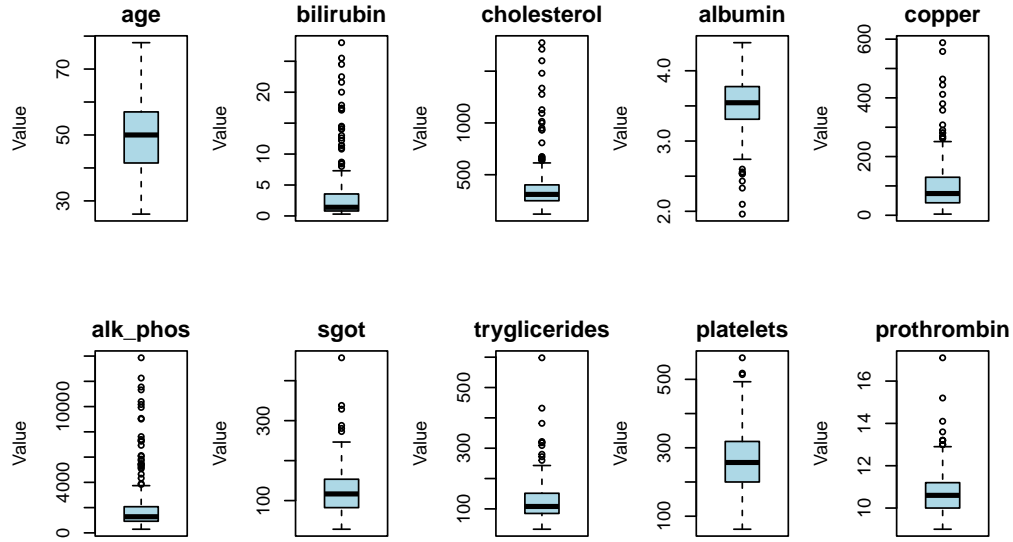 age
bilirubin
cholesterol
albumin
copper
Value
30
50
70
Value
0
5
10
20
Value
500
1000
Value
2.0
3.0
4.0
Value
0
200
400
600
alk_phos
sgot
tryglicerides
platelets
prothrombin
Value
0
4000
10000
Value
100
300
Value
100
300
500
Value
100
300
500
Value
10
12
14
16